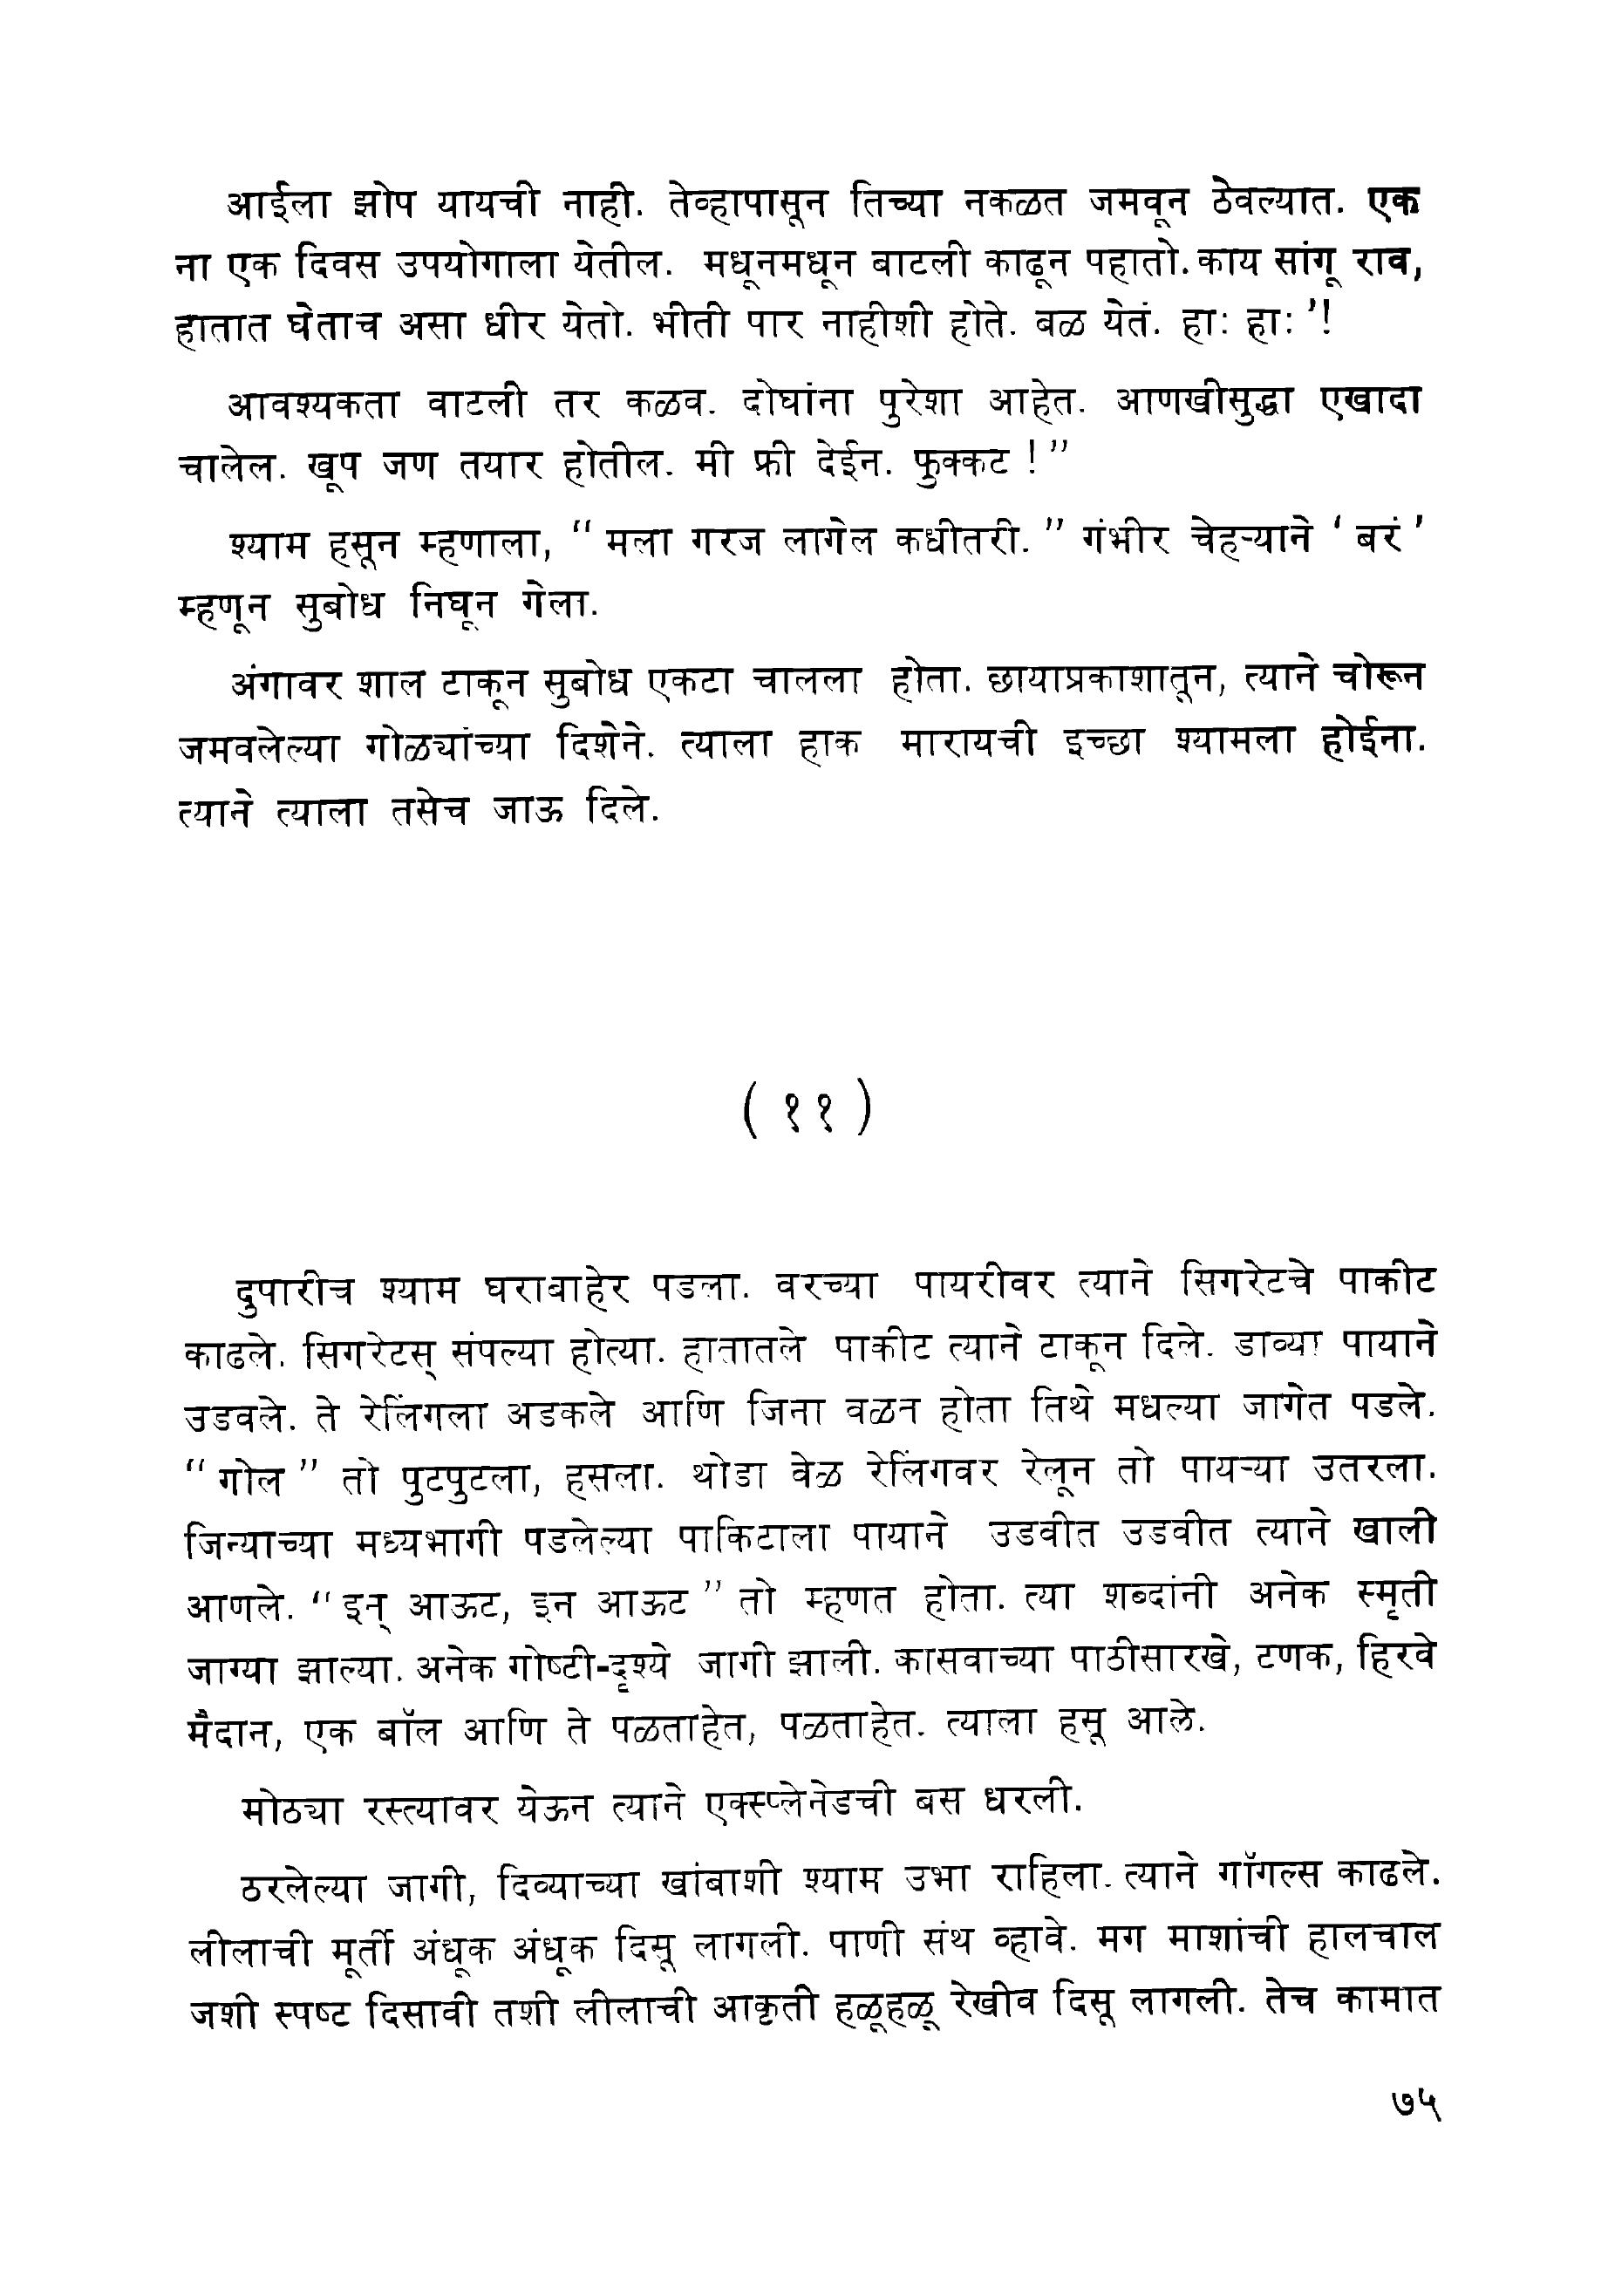 आईला झोप यायची नाही. तेव्हापासून तिच्या नकळत जमवून ठेवल्यात. एक
ना एक दिवस उपयोगाला येतील. मधूनमधून बाटली काढून पहातो. काय सांगू राव,
हातात घेताच असा धीर येतो. भीती पार नाहीशी होते. बळ येतं. हाः हाः ’!
आवश्यकता वाटली तर कळव. दोघांना पुरेशा आहेत. आणखीसुद्धा एखादा
चालेल. खूप जण तयार होतील. मी फ्री देईन. फुक्कट ! ”
श्याम हसून म्हणाला, “ मला गरज लागेल कधीतरी. ” गंभीर चेहऱ्याने ‘ बरं ’
म्हणून सुबोध निघून गेला.
अंगावर शाल टाकून सुबोध एकटा चालला होता. छायाप्रकाशातून, त्याने चोरून
जमवलेल्या गोळ्यांच्या दिशेने. त्याला हाक मारायची इच्छा श्यामला होईना.
त्याने त्याला तसेच जाऊ दिले.
( ११ )
दुपारीच श्याम घराबाहेर पडला. वरच्या पायरीवर त्याने सिगरेटचे पाकीट
काढले. सिगरेटस् संपल्या होत्या. हातातले पाकीट त्याने टाकून दिले. डाव्या पायाने
उडवले. ते रेलिंगला अडकले आणि जिना वळत होता तिथे मधल्या जागेत पडले.
“ गोल ” तो पुटपुटला, हसला. थोडा वेळ रेलिंगवर रेलून तो पायऱ्या उतरला.
जिन्याच्या मध्यभागी पडलेल्या पाकिटाला पायाने उडवीत उडवीत त्याने खाली
आणले. “ इन् आऊट, इन आऊट ” तो म्हणत होता. त्या शब्दांनी अनेक स्मृती
जाग्या झाल्या. अनेक गोष्टी-दृश्ये जागी झाली. कासवाच्या पाठीसारखे, टणक, हिरवे
मैदान, एक बॉल आणि ते पळताहेत, पळताहेत. त्याला हसू आले.
मोठ्या रस्त्यावर येऊन त्याने एक्स्प्लेनेडची बस धरली.
ठरलेल्या जागी, दिव्याच्या खांबाशी श्याम उभा राहिला. त्याने गॉगल्स काढले.
लीलाची मूर्ती अंधूक अंधूक दिसू लागली. पाणी संथ व्हावे. मग माशांची हालचाल
जशी स्पष्ट दिसावी तशी लीलाची आकृती हळूहळू रेखीव दिसू लागली. तेच कामात
७५